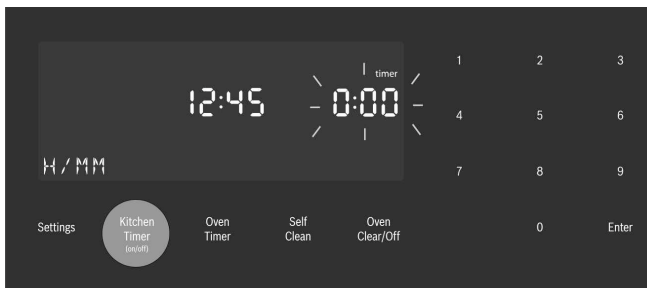 timer
12:45
0:00
H/MM
1 2 3
4 5 6
7 8 9
0 Enter
Settings
Kitchen
Timer
(on/off)
Oven
Timer
Self
Clean
Oven
Clear/Off